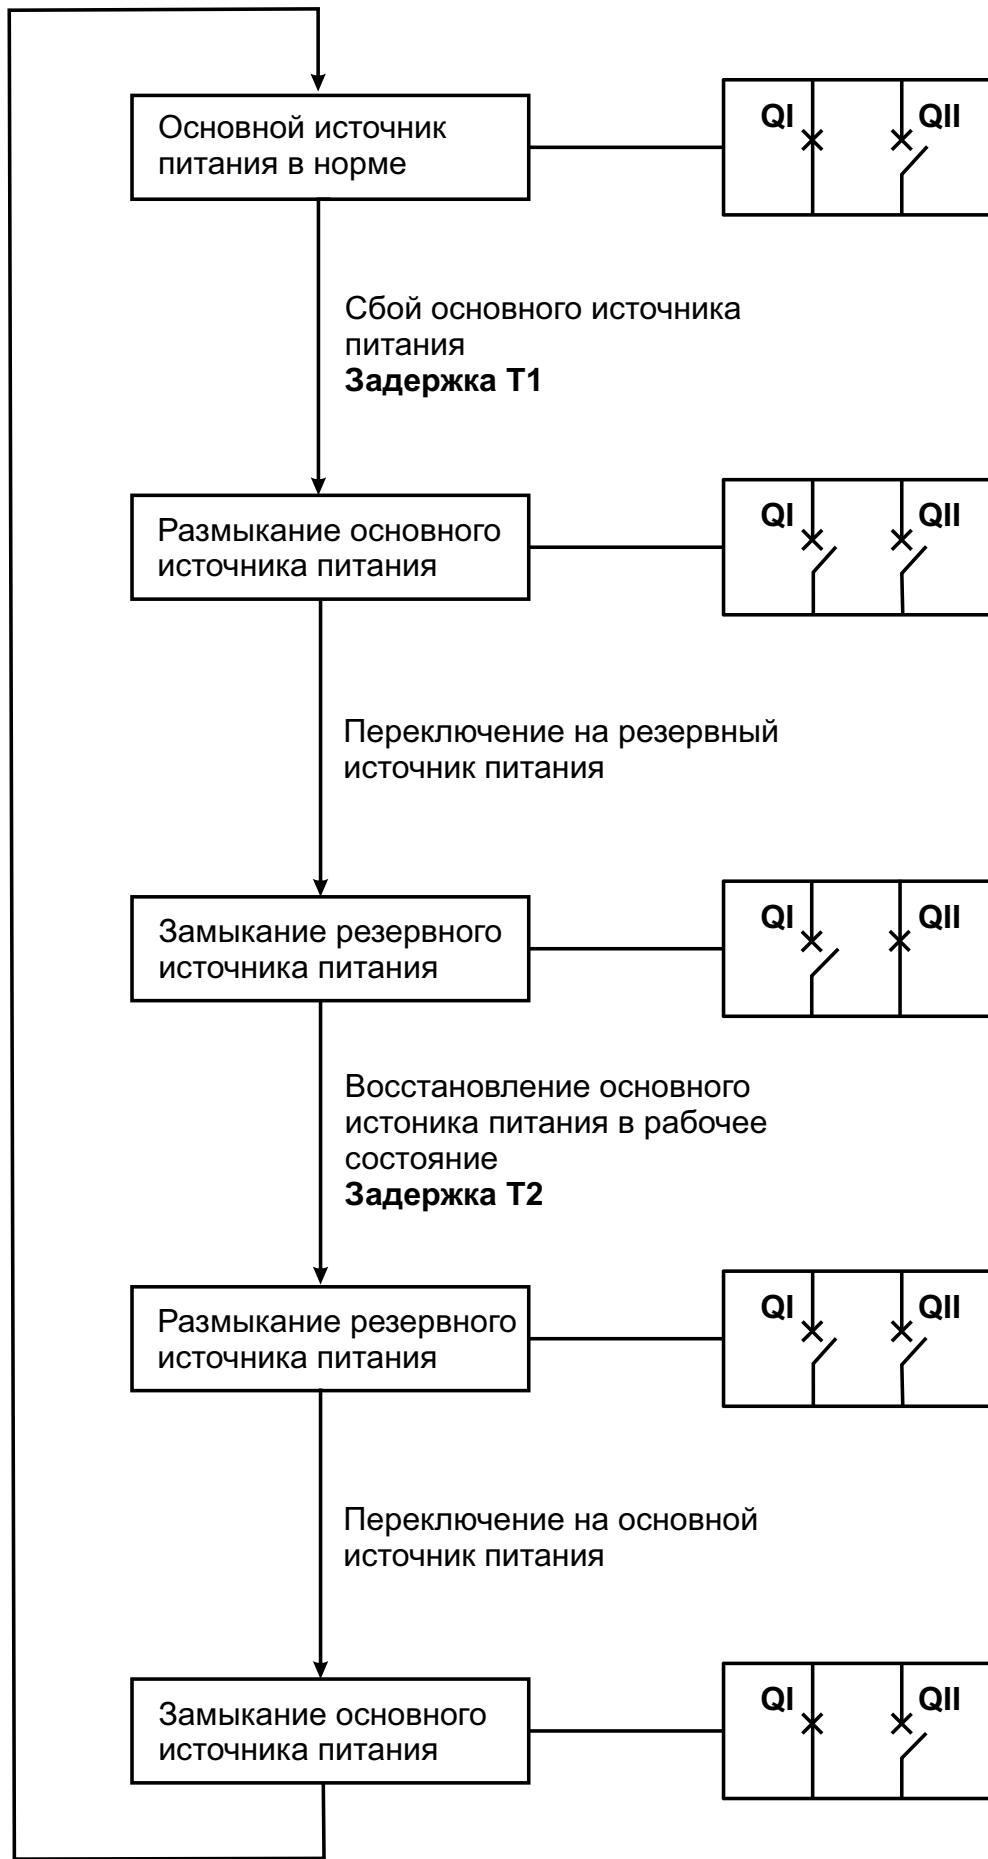 Основной источник
питания в норме
QI
QII
Сбой основного источника
питания
Задержка Т1
Размыкание основного
источника питания
QI
QII
Переключение на резервный
источник питания
Замыкание резервного
источника питания
QI
QII
Восстановление основного
истоника питания в рабочее
состояние
Задержка Т2
Размыкание резервного
источника питания
QI
QII
Переключение на основной
источник питания
Замыкание основного
источника питания
QI
QII